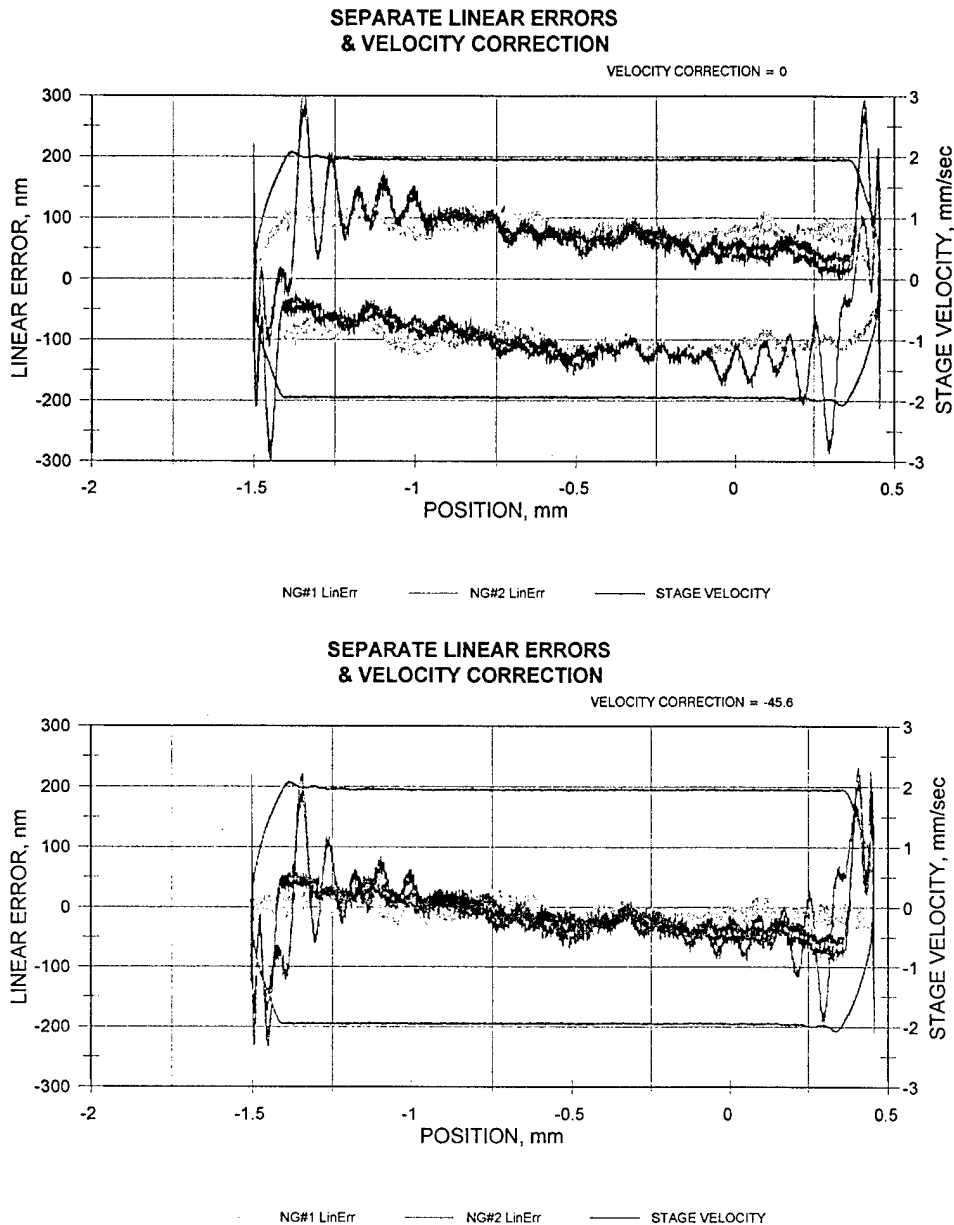 SEPARATE LINEAR ERRORS
& VELOCITY CORRECTION
VELOCITY CORRECTION = 0
300
200
100
0
-100
-200
-300
LINEAR ERROR, nm
3
2
1
0
-1
-2
-3
STAGE VELOCITY, mm/sec
-2
-1.5
-1
-0.5
0
0.5
POSITION, mm
NG#1 LinErr
NG#2 LinErr
STAGE VELOCITY
SEPARATE LINEAR ERRORS
& VELOCITY CORRECTION
VELOCITY CORRECTION = -45.6
300
200
100
0
-100
-200
-300
LINEAR ERROR, nm
3
2
1
0
-1
-2
-3
STAGE VELOCITY, mm/sec
-2
-1.5
-1
-0.5
0
0.5
POSITION, mm
NG#1 LinErr
NG#2 LinErr
STAGE VELOCITY